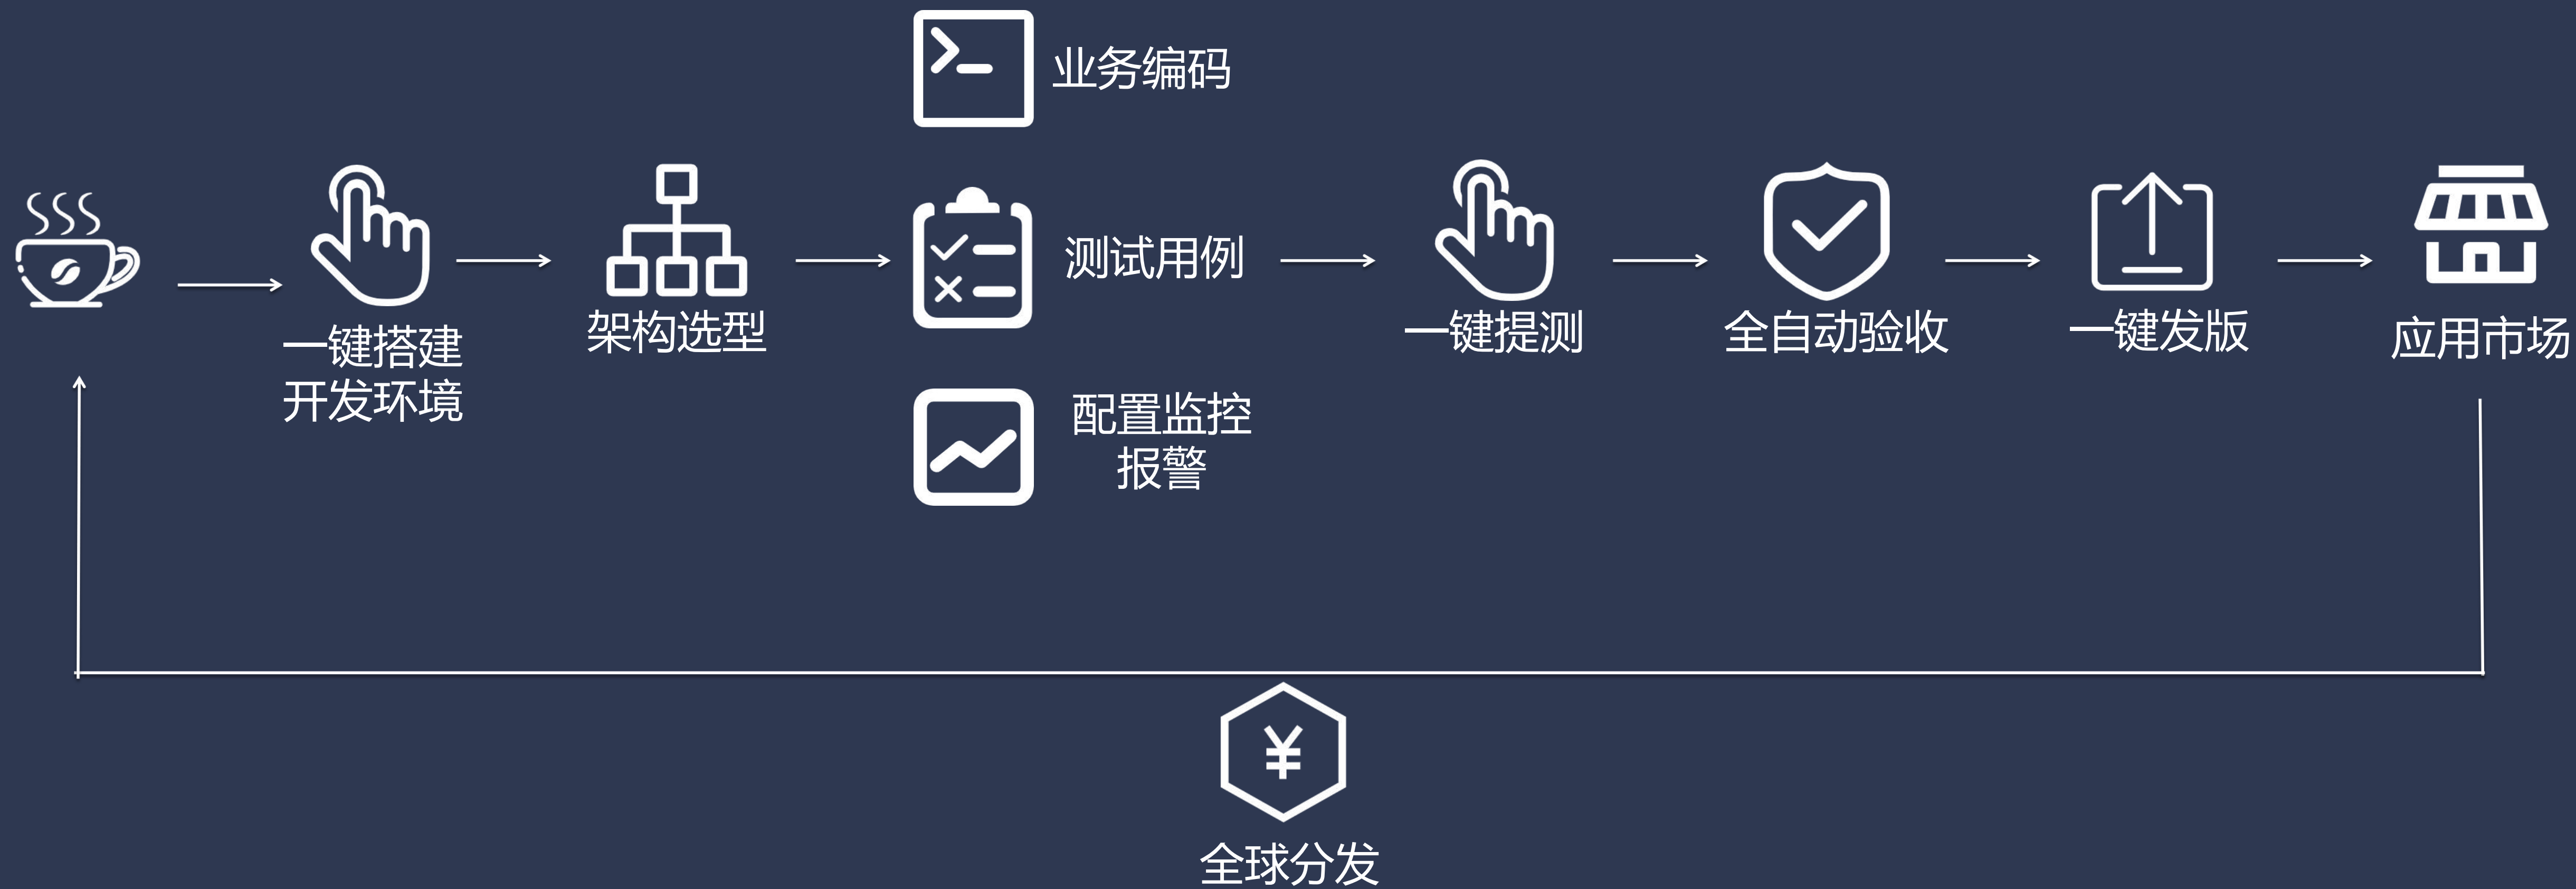 业务编码
一键搭建
开发环境
架构选型
测试用例
配置监控
报警
一键提测
全自动验收
一键发版
应用市场
¥
全球分发